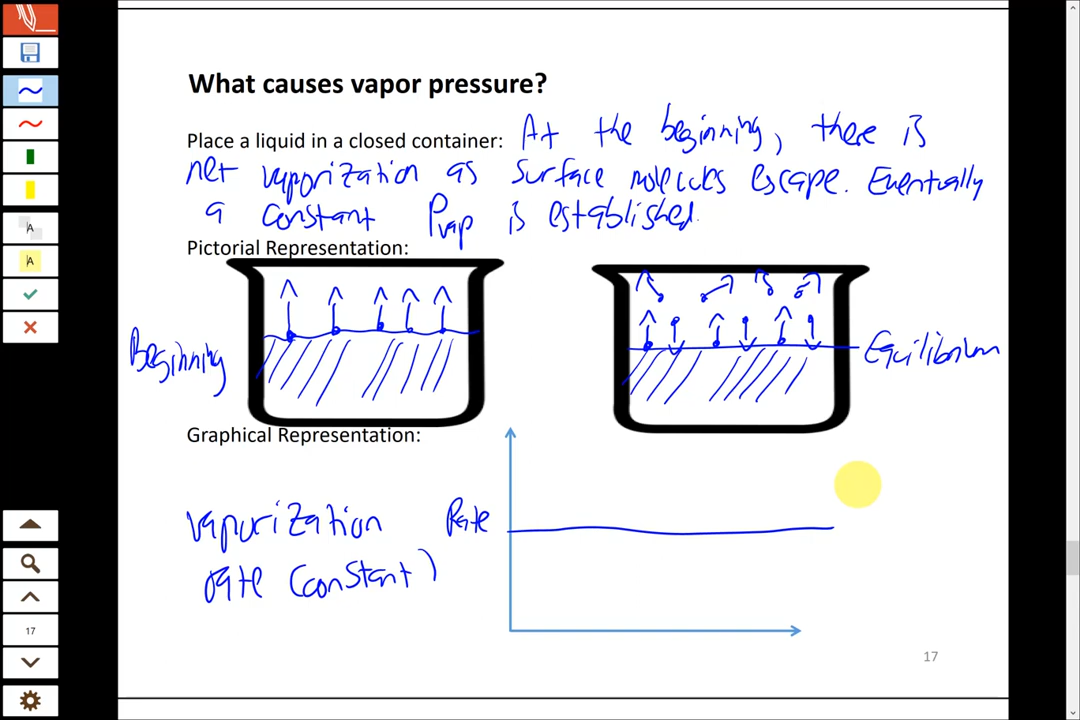 What causes vapor pressure?
Place a liquid in a closed container: At the beginning, there is
net vaporization as surface molecules escape. Eventually
a constant Pvap is established.
Pictorial Representation:
Beginning
Equilibrium
Graphical Representation:
vaporization Rate
rate (constant)
17
A
A
17